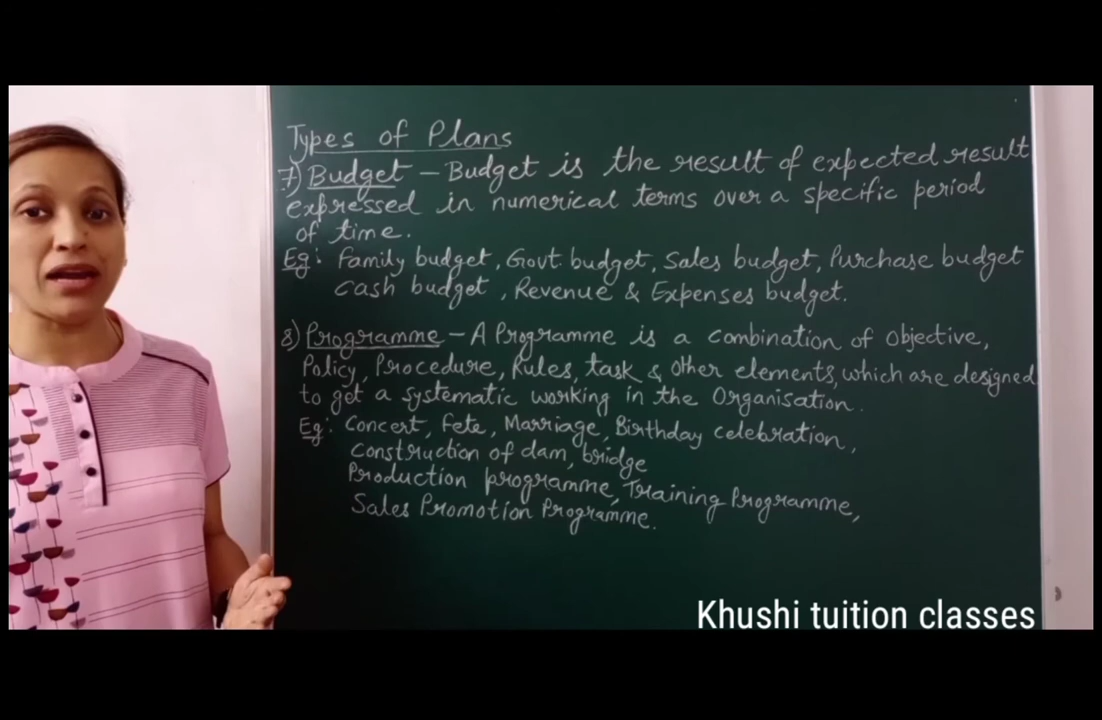 Types of Plans
7) Budget - Budget is the result of expected result
expressed in numerical terms over a specific period
of time.
Eg: Family budget, Govt. budget, Sales budget, Purchase budget
cash budget, Revenue & Expenses budget.
8) Programme - A Programme is a combination of objective,
Policy, Procedure, Rules, task & other elements, which are designed
to get a systematic working in the Organisation.
Eg: Concert, Fete, Marriage, Birthday celebration,
construction of dam, bridge
Production programme, Training Programme,
Sales Promotion Programme.
Khushi tuition classes